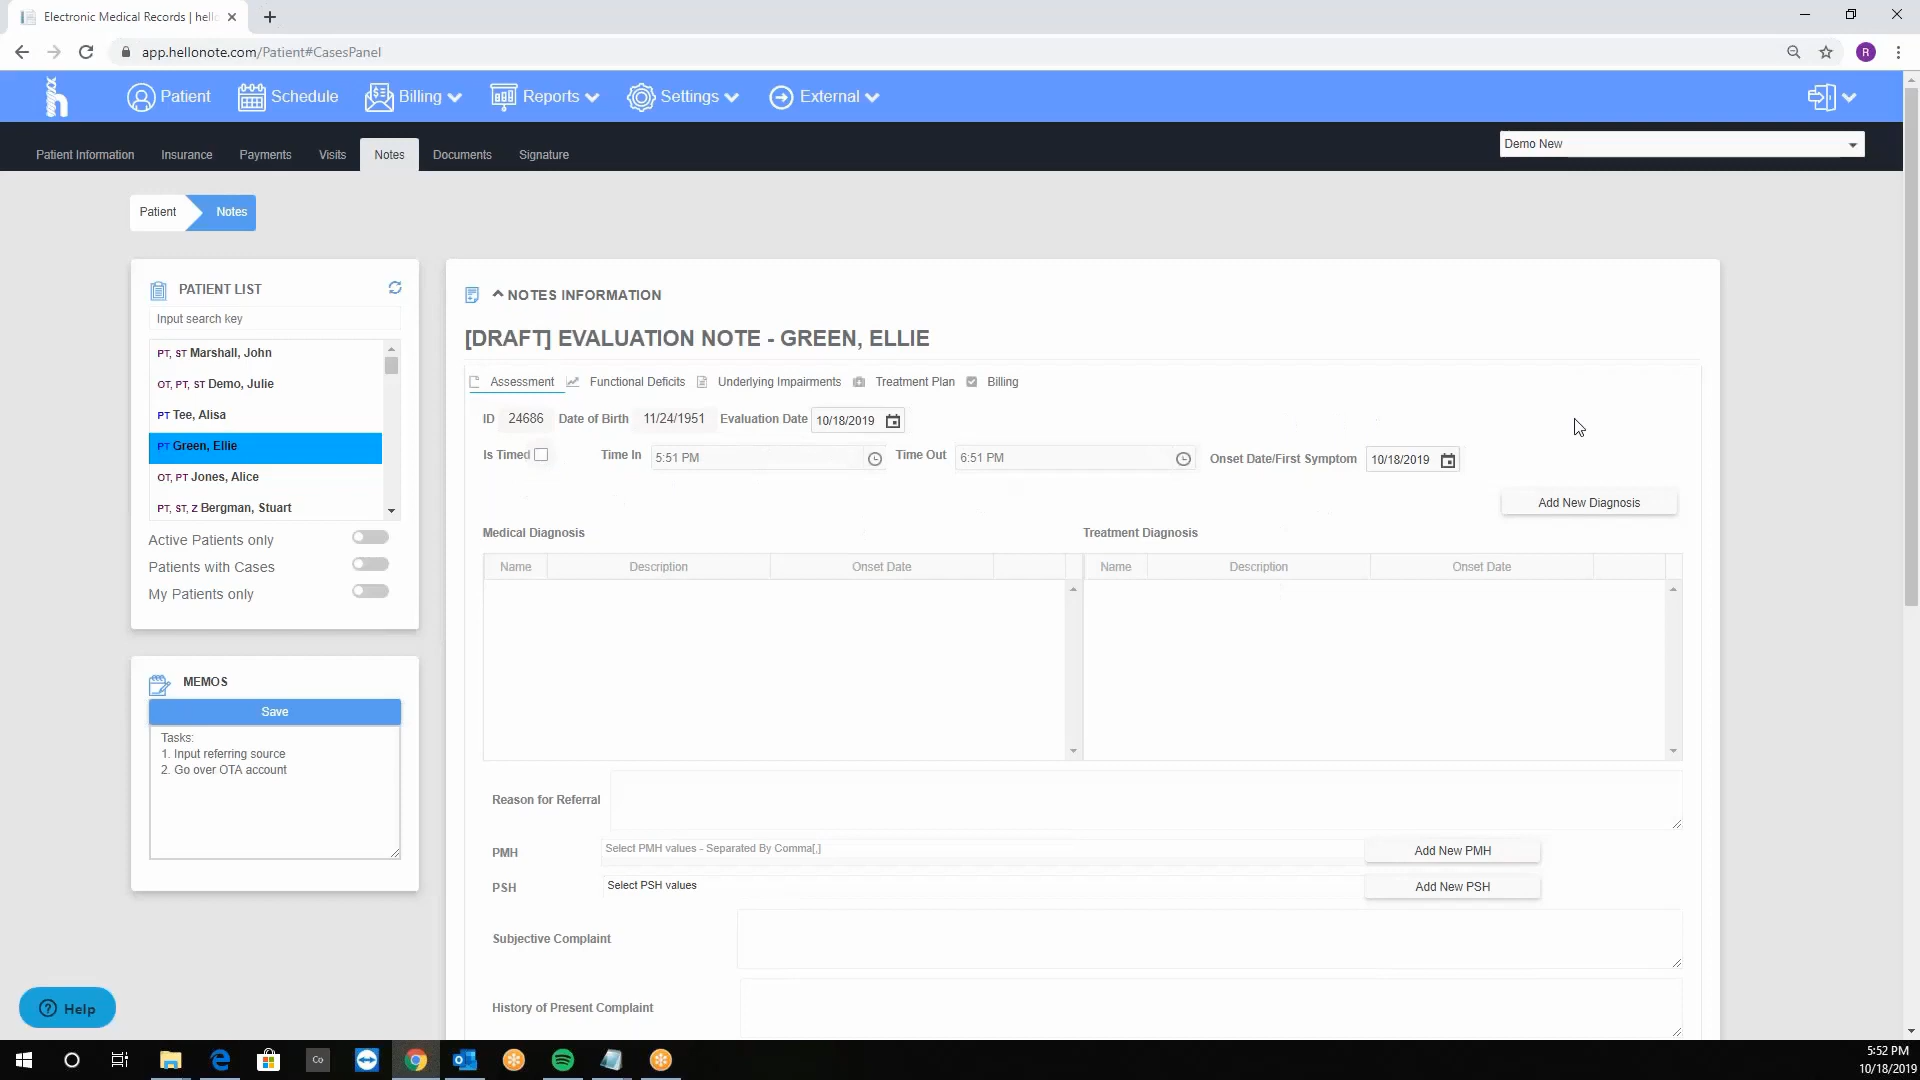 Electronic Medical Records | hello
app.hellonote.com/Patient#CasesPanel
R
Patient Schedule Billing Reports Settings External
Patient Information Insurance Payments Visits Notes Documents Signature
Demo New
Patient Notes
PATIENT LIST
Input search key
PT, ST Marshall, John
OT, PT, ST Demo, Julie
PT Tee, Alisa
PT Green, Ellie
OT, PT Jones, Alice
PT, ST, Z Bergman, Stuart
Active Patients only
Patients with Cases
My Patients only
MEMOS
Save
Tasks:
1. Input referring source
2. Go over OTA account
Help
NOTES INFORMATION
[DRAFT] EVALUATION NOTE - GREEN, ELLIE
Assessment Functional Deficits Underlying Impairments Treatment Plan Billing
ID 24686 Date of Birth 11/24/1951 Evaluation Date 10/18/2019
Is Timed Time In 5:51 PM Time Out 6:51 PM Onset Date/First Symptom 10/18/2019
Add New Diagnosis
Medical Diagnosis Treatment Diagnosis
Name Description Onset Date Name Description Onset Date
Reason for Referral
PMH Select PMH values - Separated By Comma[,] Add New PMH
PSH Select PSH values Add New PSH
Subjective Complaint
History of Present Complaint
Co
5:52 PM
10/18/2019